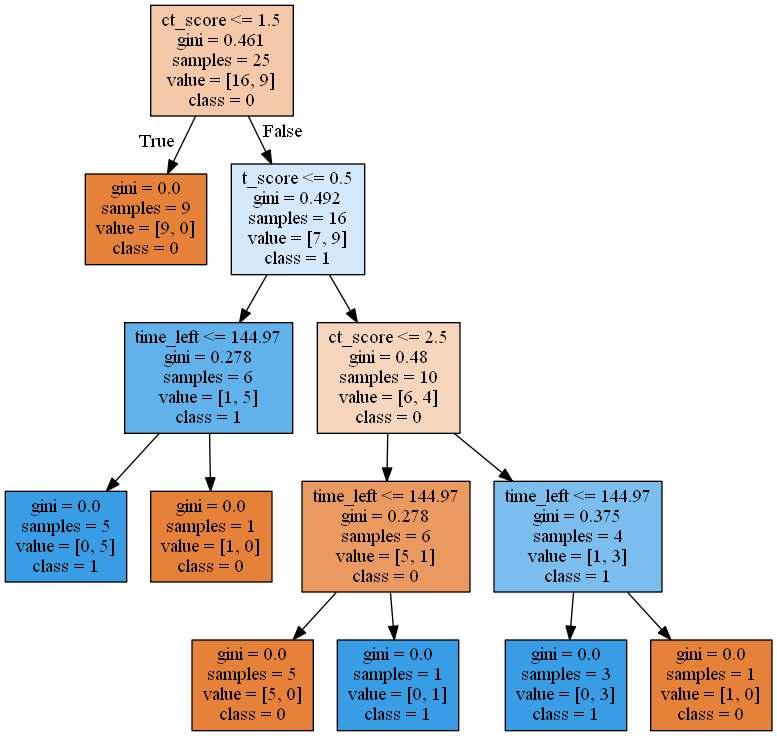 ct_score <= 1.5
gini = 0.461
samples = 25
value = [16, 9]
class = 0
True
False
gini = 0.0
samples = 9
value = [9, 0]
class = 0
t_score <= 0.5
gini = 0.492
samples = 16
value = [7, 9]
class = 1
time_left <= 144.97
gini = 0.278
samples = 6
value = [1, 5]
class = 1
ct_score <= 2.5
gini = 0.48
samples = 10
value = [6, 4]
class = 0
gini = 0.0
samples = 5
value = [0, 5]
class = 1
gini = 0.0
samples = 1
value = [1, 0]
class = 0
time_left <= 144.97
gini = 0.278
samples = 6
value = [5, 1]
class = 0
time_left <= 144.97
gini = 0.375
samples = 4
value = [1, 3]
class = 1
gini = 0.0
samples = 5
value = [5, 0]
class = 0
gini = 0.0
samples = 1
value = [0, 1]
class = 1
gini = 0.0
samples = 3
value = [0, 3]
class = 1
gini = 0.0
samples = 1
value = [1, 0]
class = 0